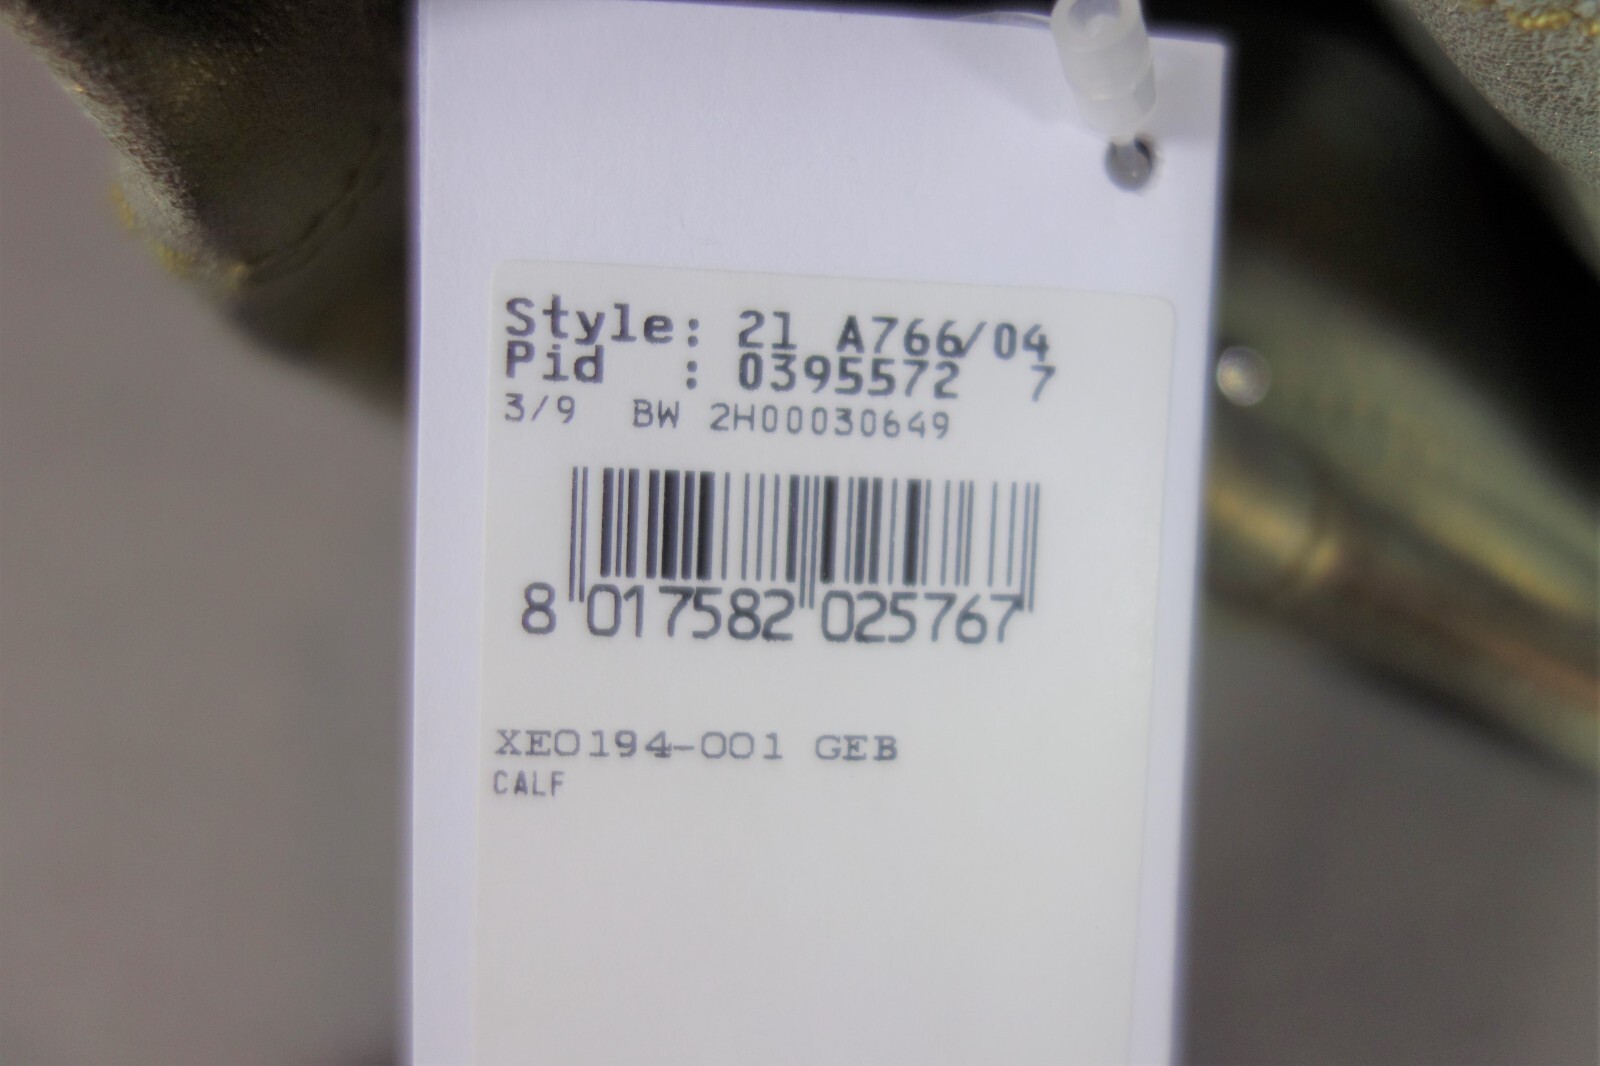 Style: 21 A766/04
Pid : 0395572 7
3/9 BW 2H00030649
8 017582 025767
XE0194-001 GEB
CALF